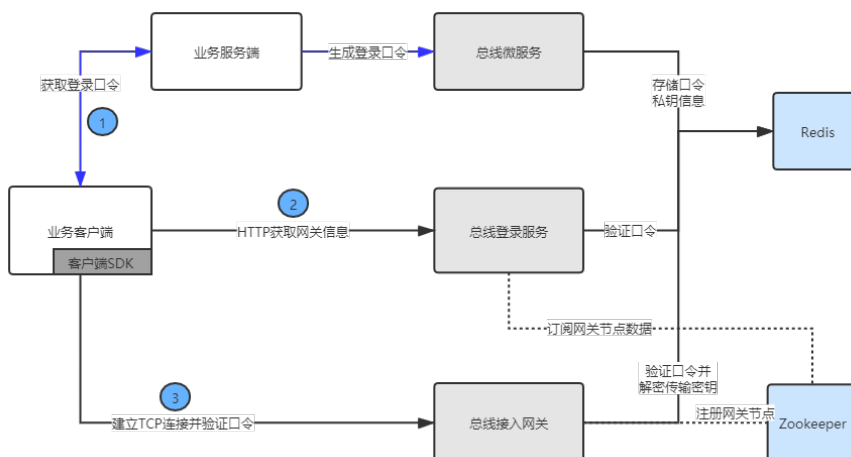 业务服务端
生成登录口令
总线微服务
获取登录口令
存储口令
私钥信息
1
Redis
2
业务客户端
HTTP获取网关信息
总线登录服务
验证口令
客户端SDK
订阅网关节点数据
验证口令并
解密传输密钥
3
建立TCP连接并验证口令
总线接入网关
注册网关节点
Zookeeper